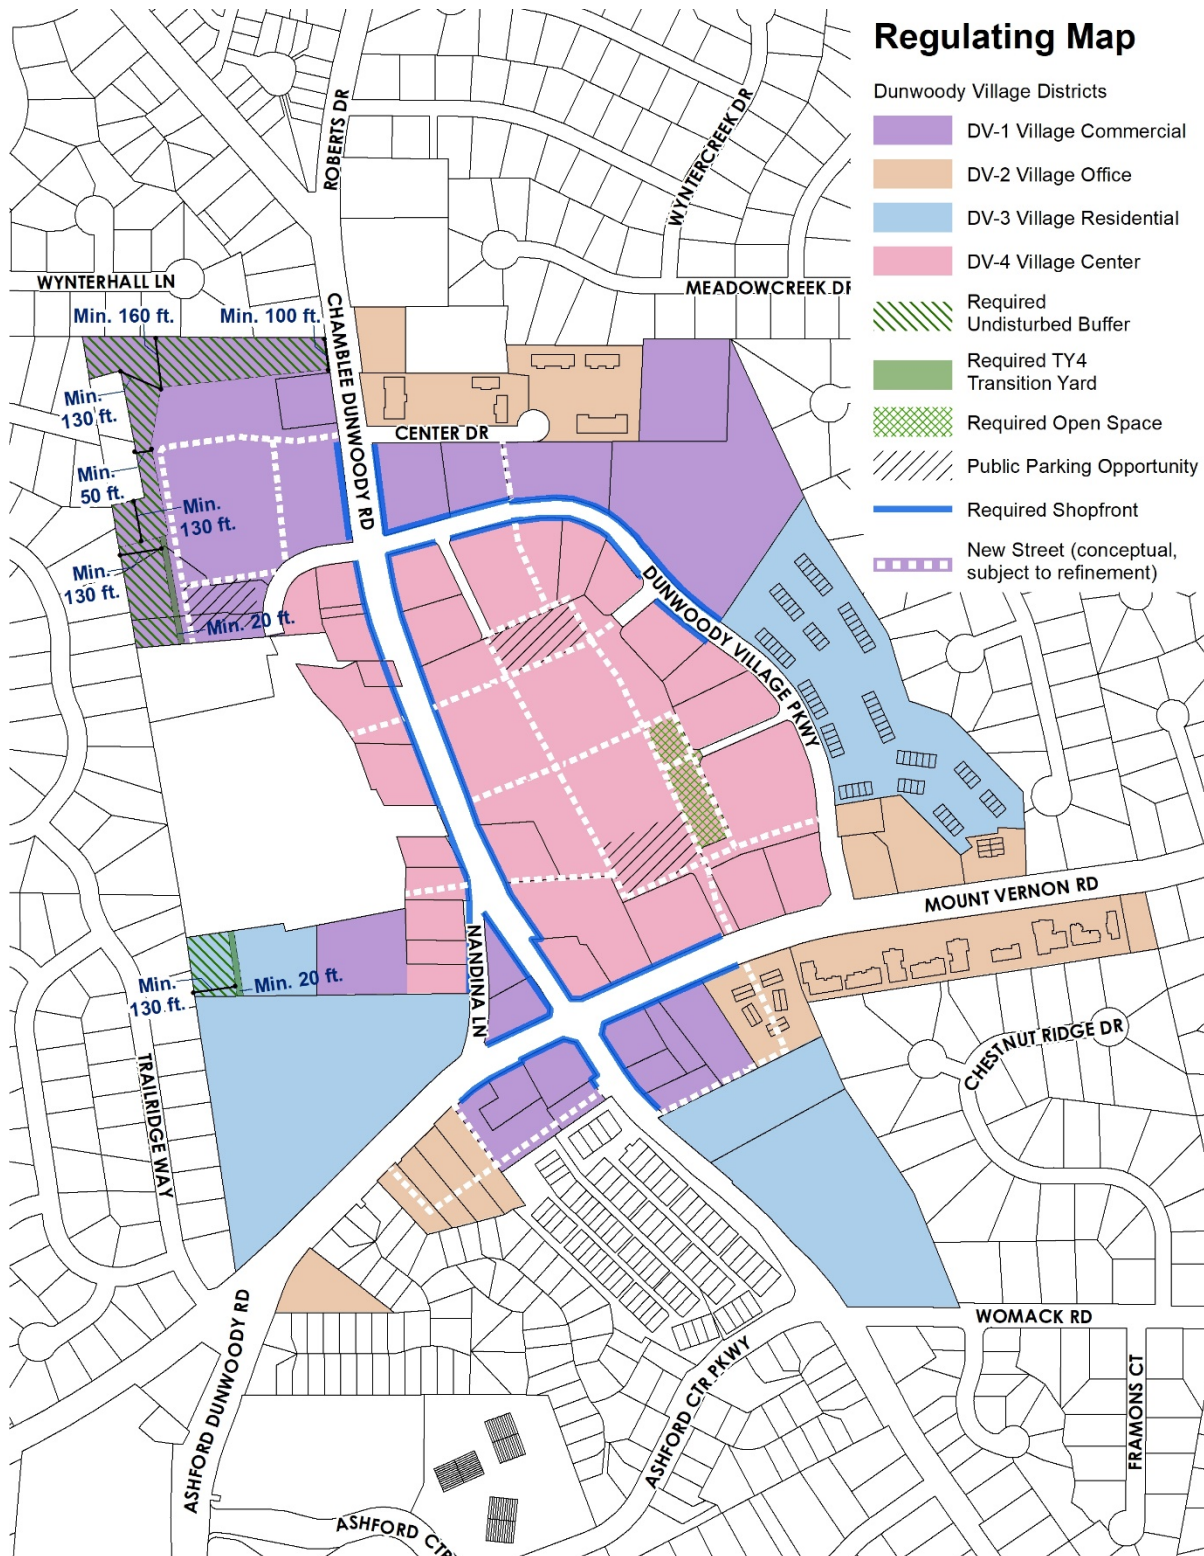 Regulating Map
Dunwoody Village Districts
DV-1 Village Commercial
DV-2 Village Office
DV-3 Village Residential
DV-4 Village Center
Required
Undisturbed Buffer
Required TY4
Transition Yard
Required Open Space
Public Parking Opportunity
Required Shopfront
New Street (conceptual,
subject to refinement)
ROBERTS DR
WYNTERCREEK DR
WYNTERHALL LN
MEADOWCREEK DR
Min. 160 ft.
Min. 100 ft.
CHAMBLEE DUNWOODY RD
Min.
130 ft.
CENTER DR
Min.
50 ft.
Min.
130 ft.
Min.
130 ft.
Min. 20 ft.
DUNWOODY VILLAGE PKWY
MOUNT VERNON RD
NANDINA LN
Min.
130 ft.
Min. 20 ft.
CHESTNUT RIDGE DR
TRAILRIDGE WAY
WOMACK RD
ASHFORD DUNWOODY RD
ASHFORD CTR PKWY
FRAMONS CT
ASHFORD CTR